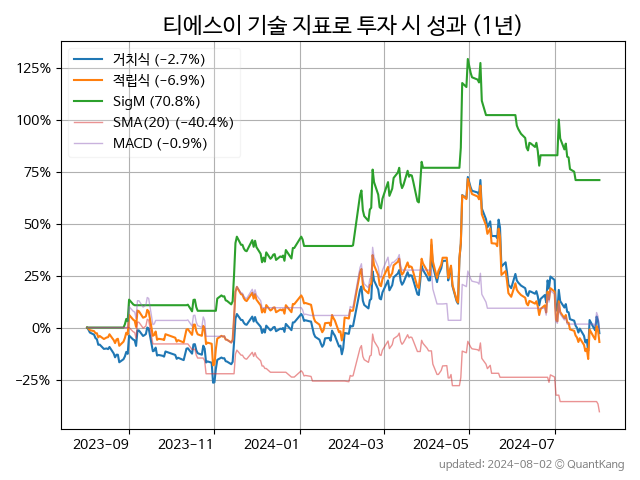 티에스이 기술 지표로 투자 시 성과 (1년)
거치식 (−2.7%)
적립식 (−6.9%)
SigM (70.8%)
SMA(20) (−40.4%)
MACD (−0.9%)
125%
100%
75%
50%
25%
0%
−25%
2023-09 2023-11 2024-01 2024-03 2024-05 2024-07
updated: 2024-08-02 © QuantKang